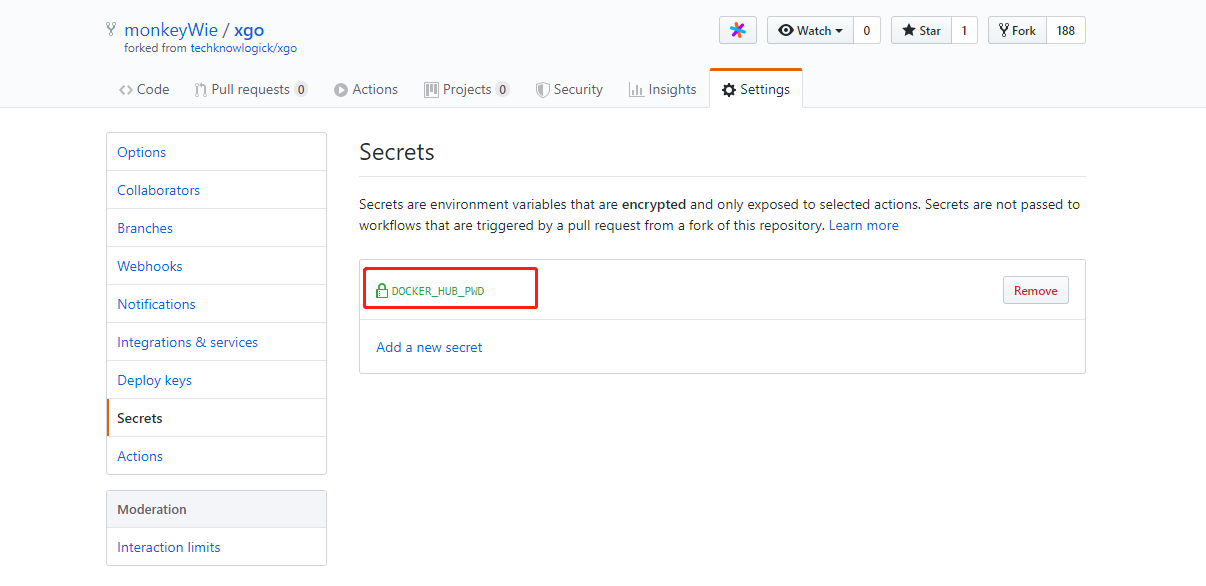 monkeyWie / xgo
forked from techknowlogick/xgo
Watch 0
Star 1
Fork 188
Code
Pull requests 0
Actions
Projects 0
Security
Insights
Settings
Options
Collaborators
Branches
Webhooks
Notifications
Integrations & services
Deploy keys
Secrets
Actions
Moderation
Interaction limits
Secrets
Secrets are environment variables that are encrypted and only exposed to selected actions. Secrets are not passed to
workflows that are triggered by a pull request from a fork of this repository. Learn more
DOCKER_HUB_PWD
Remove
Add a new secret